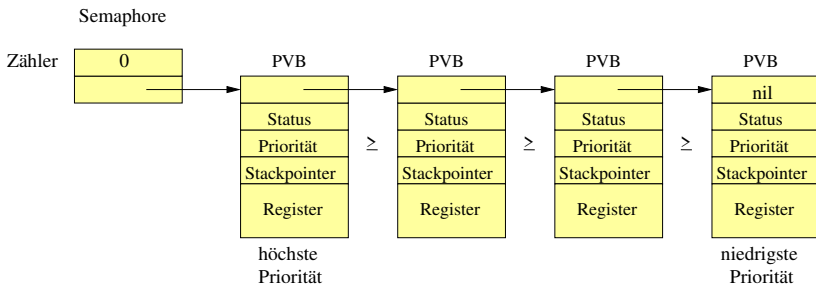 Semaphore
Zähler 0 PVB PVB PVB PVB
nil
Status Status Status Status
Priorität ≥ Priorität ≥ Priorität ≥ Priorität
Stackpointer Stackpointer Stackpointer Stackpointer
Register Register Register Register
höchste niedrigste
Priorität Priorität